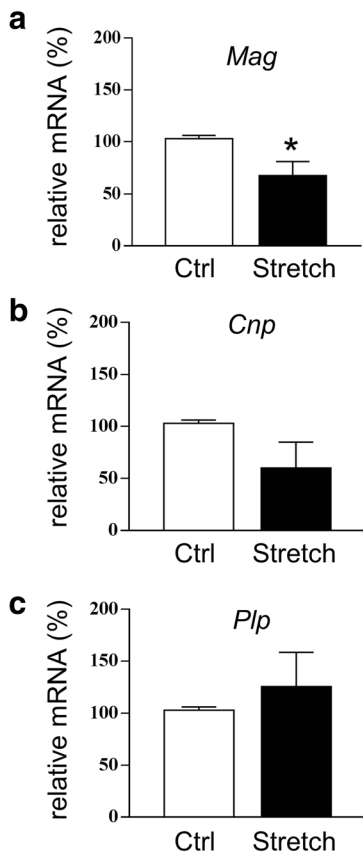 a
Mag
relative mRNA (%)
200
150
100
50
0
*
Ctrl Stretch
b
Cnp
relative mRNA (%)
200
150
100
50
0
Ctrl Stretch
c
Plp
relative mRNA (%)
200
150
100
50
0
Ctrl Stretch